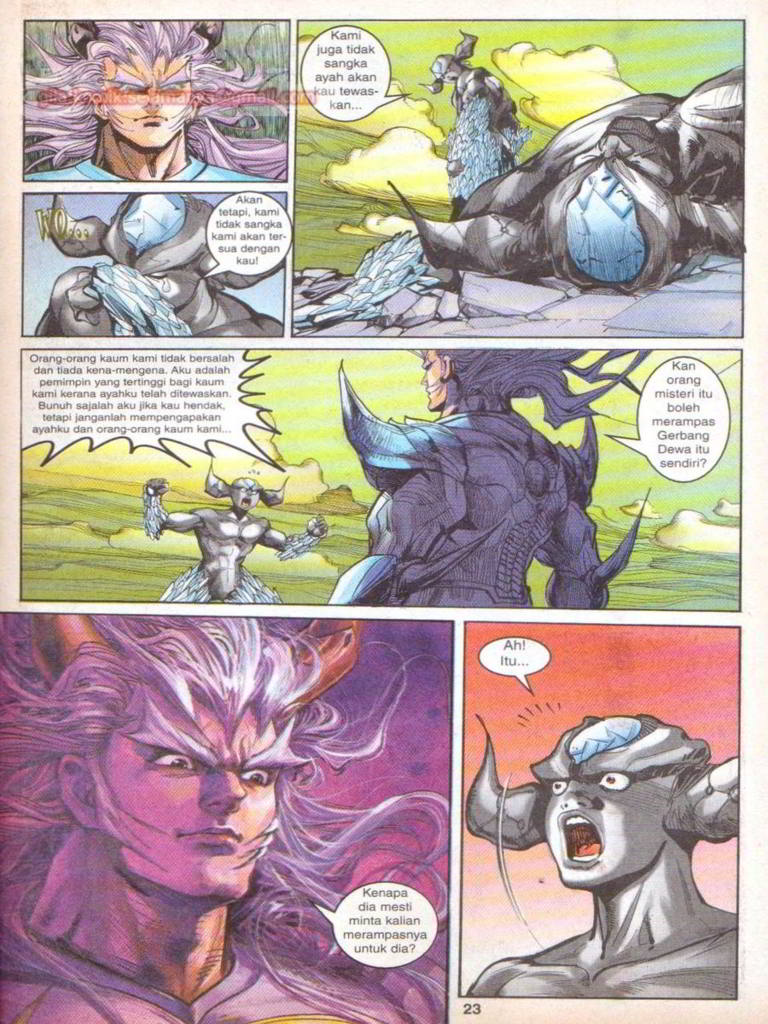 Kami
juga tidak
sangka
ayah akan
kau tewas-
kan...
Akan
tetapi, kami
tidak sangka
kami akan ter-
sua dengan
kau!
Orang-orang kaum kami tidak bersalah
dan tiada kena-mengena. Aku adalah
pemimpin yang tertinggi bagi kaum
kami kerana ayahku telah ditewaskan.
Bunuh sajalah aku jika kau hendak,
tetapi janganlah mempengapakan
ayahku dan orang-orang kaum kami...
Kan
orang
misteri itu
boleh
merampas
Gerbang
Dewa itu
sendiri?
Kenapa
dia mesti
minta kalian
merampasnya
untuk dia?
Ah!
Itu...
23